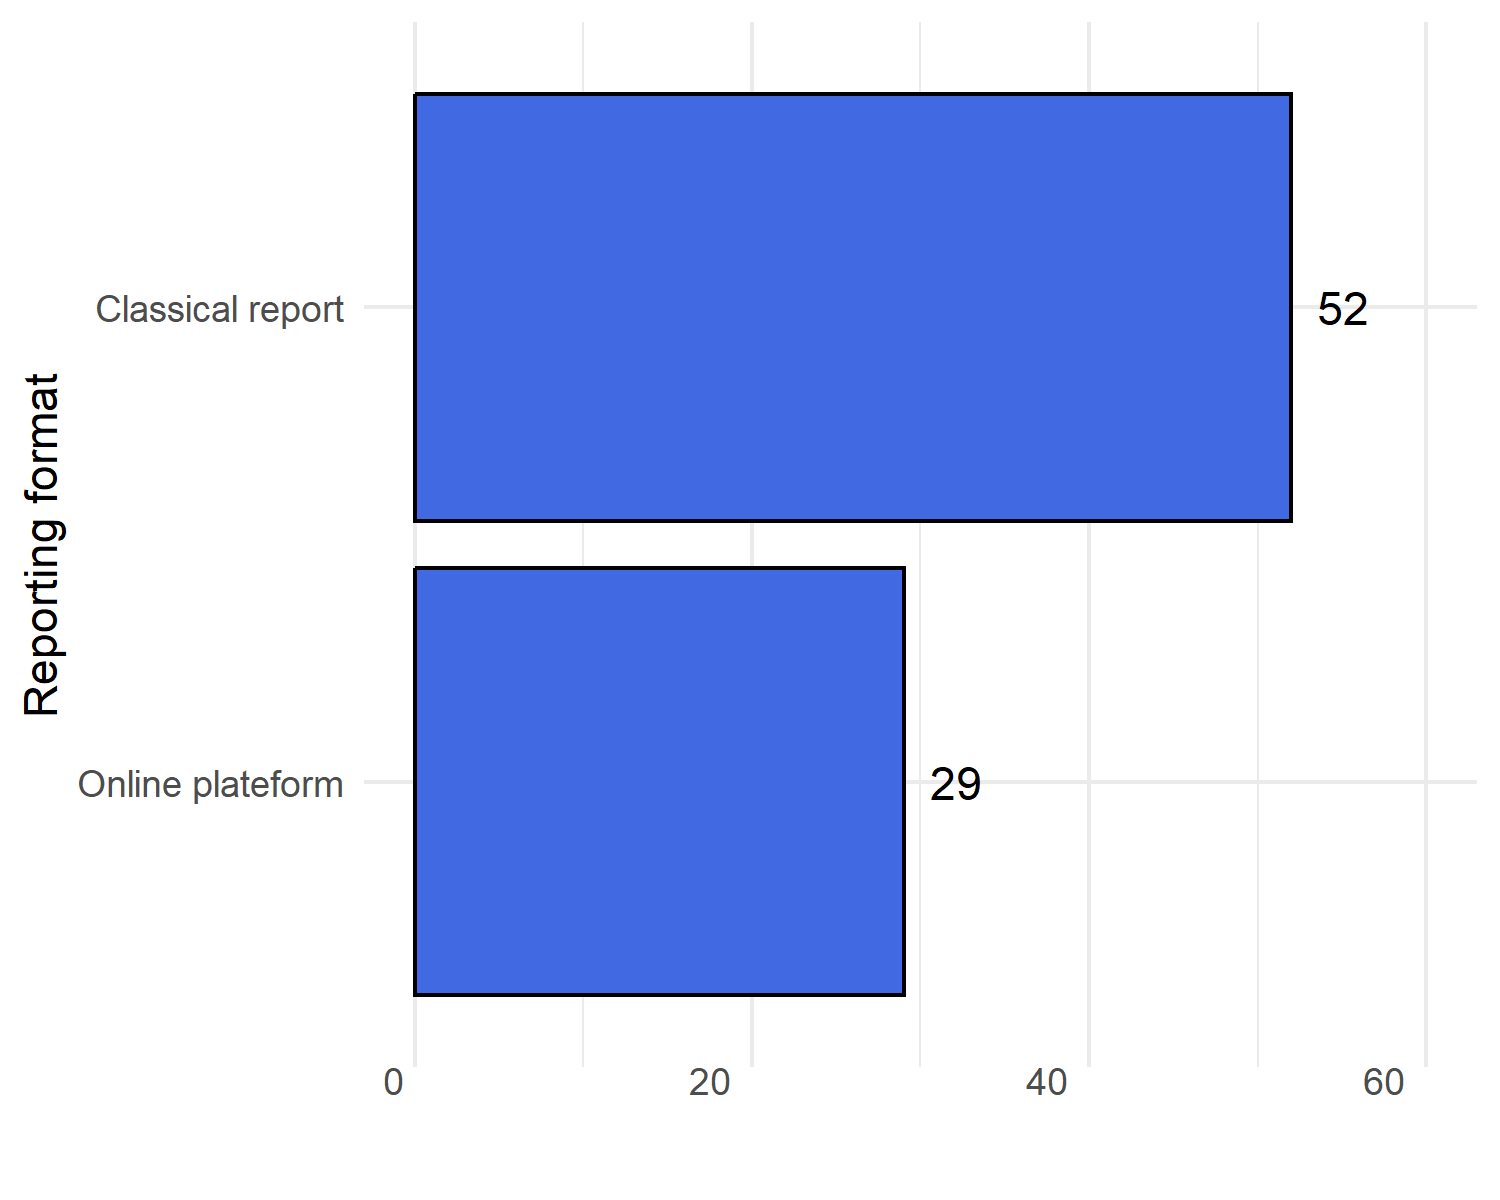 Reporting format
Classical report
52
Online plateform
29
0 20 40 60